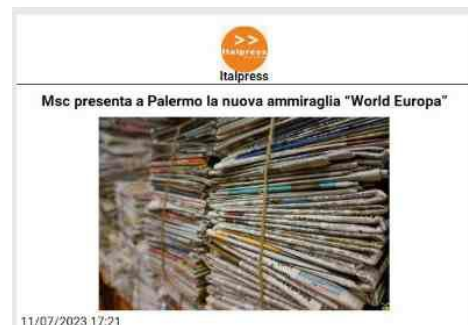 >>
Italpress
Italpress
Msc presenta a Palermo la nuova ammiraglia “World Europa”
11/07/2023 17:21